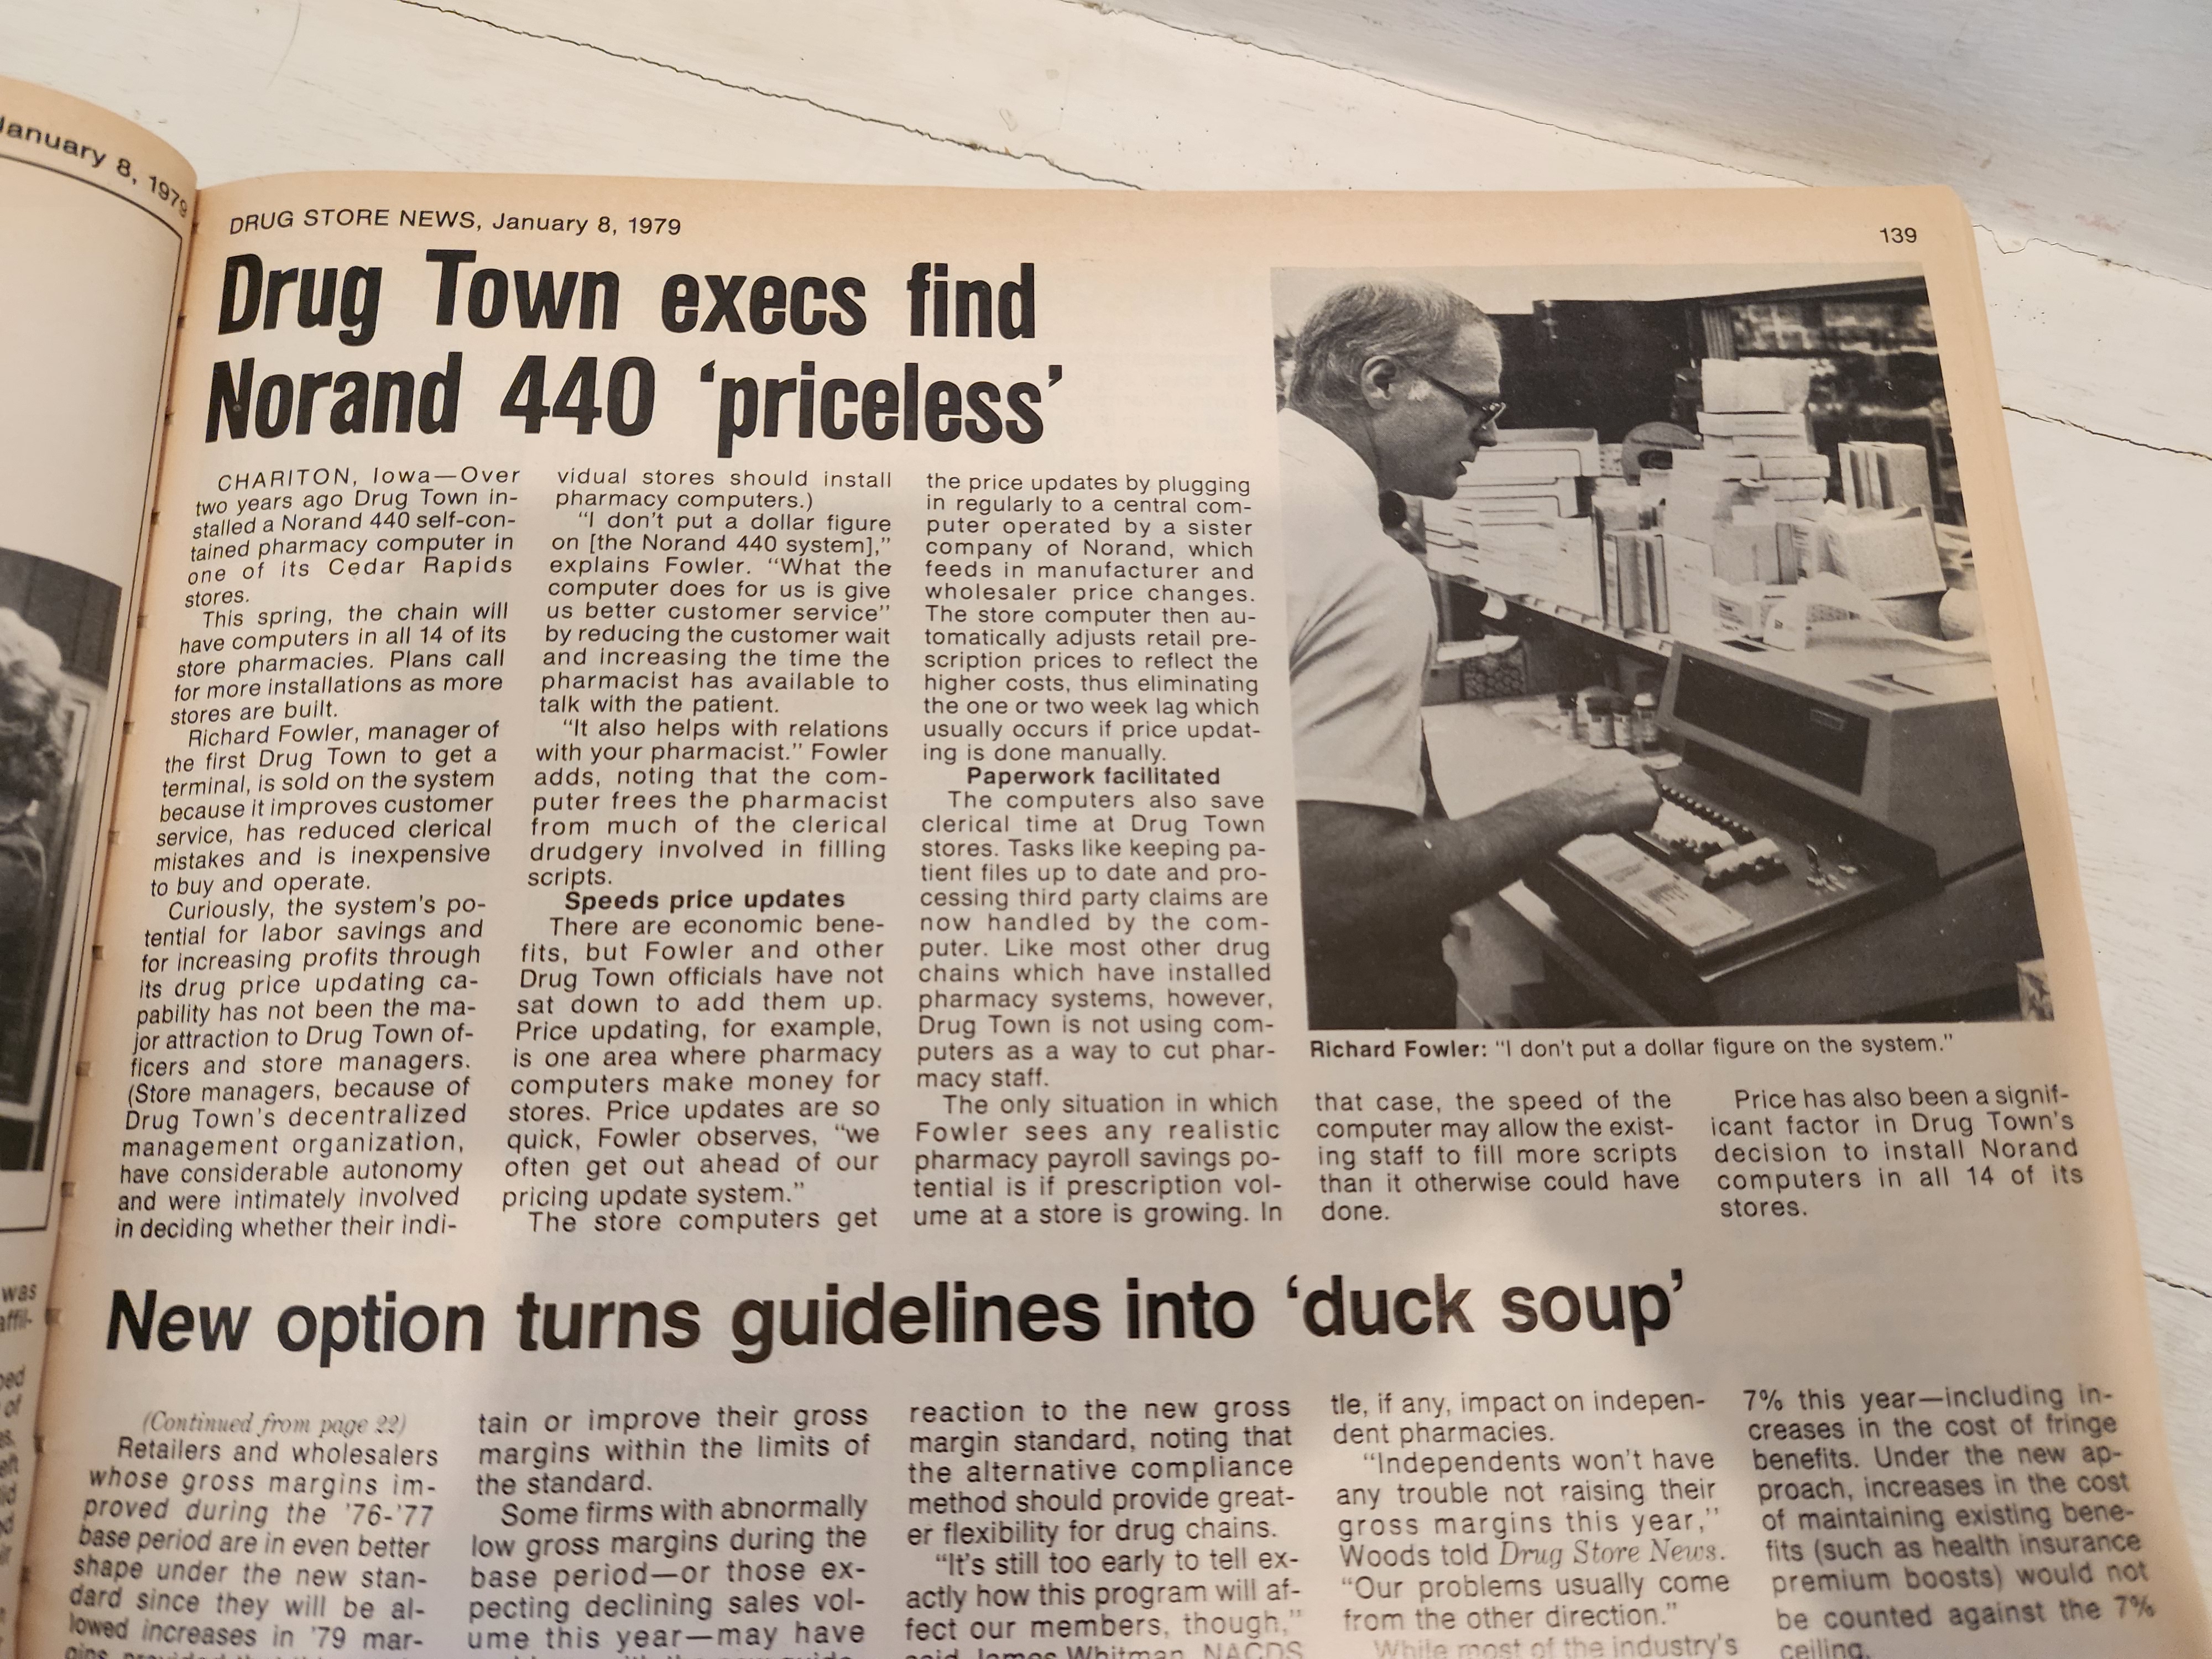 January 8, 1979
DRUG STORE NEWS, January 8, 1979
139
Drug Town execs find
Norand 440 ‘priceless’
CHARITON, Iowa—Over
two years ago Drug Town in-
stalled a Norand 440 self-con-
tained pharmacy computer in
one of its Cedar Rapids
stores.
This spring, the chain will
have computers in all 14 of its
store pharmacies. Plans call
for more installations as more
stores are built.
Richard Fowler, manager of
the first Drug Town to get a
terminal, is sold on the system
because it improves customer
service, has reduced clerical
mistakes and is inexpensive
to buy and operate.
Curiously, the system's po-
tential for labor savings and
for increasing profits through
its drug price updating ca-
pability has not been the ma-
jor attraction to Drug Town of-
ficers and store managers.
(Store managers, because of
Drug Town's decentralized
management organization,
have considerable autonomy
and were intimately involved
in deciding whether their indi-
vidual stores should install
pharmacy computers.)
“I don't put a dollar figure
on [the Norand 440 system],”
explains Fowler. “What the
computer does for us is give
us better customer service”
by reducing the customer wait
and increasing the time the
pharmacist has available to
talk with the patient.
“It also helps with relations
with your pharmacist.” Fowler
adds, noting that the com-
puter frees the pharmacist
from much of the clerical
drudgery involved in filling
scripts.
Speeds price updates
There are economic bene-
fits, but Fowler and other
Drug Town officials have not
sat down to add them up.
Price updating, for example,
is one area where pharmacy
computers make money for
stores. Price updates are so
quick, Fowler observes, “we
often get out ahead of our
pricing update system.”
The store computers get
the price updates by plugging
in regularly to a central com-
puter operated by a sister
company of Norand, which
feeds in manufacturer and
wholesaler price changes.
The store computer then au-
tomatically adjusts retail pre-
scription prices to reflect the
higher costs, thus eliminating
the one or two week lag which
usually occurs if price updat-
ing is done manually.
Paperwork facilitated
The computers also save
clerical time at Drug Town
stores. Tasks like keeping pa-
tient files up to date and pro-
cessing third party claims are
now handled by the com-
puter. Like most other drug
chains which have installed
pharmacy systems, however,
Drug Town is not using com-
puters as a way to cut phar-
macy staff.
The only situation in which
Fowler sees any realistic
pharmacy payroll savings po-
tential is if prescription vol-
ume at a store is growing. In
Richard Fowler: “I don't put a dollar figure on the system.”
that case, the speed of the
computer may allow the exist-
ing staff to fill more scripts
than it otherwise could have
done.
Price has also been a signif-
icant factor in Drug Town's
decision to install Norand
computers in all 14 of its
stores.
New option turns guidelines into ‘duck soup’
(Continued from page 22)
Retailers and wholesalers
whose gross margins im-
proved during the '76-'77
base period are in even better
shape under the new stan-
dard since they will be al-
lowed increases in '79 mar-
tain or improve their gross
margins within the limits of
the standard.
Some firms with abnormally
low gross margins during the
base period—or those ex-
pecting declining sales vol-
ume this year—may have
reaction to the new gross
margin standard, noting that
the alternative compliance
method should provide great-
er flexibility for drug chains.
“It's still too early to tell ex-
actly how this program will af-
fect our members, though,”
said James Whitman, NACDS
tle, if any, impact on indepen-
dent pharmacies.
“Independents won't have
any trouble not raising their
gross margins this year,”
Woods told Drug Store News.
“Our problems usually come
from the other direction.”
While most of the industry's
7% this year—including in-
creases in the cost of fringe
benefits. Under the new ap-
proach, increases in the cost
of maintaining existing bene-
fits (such as health insurance
premium boosts) would not
be counted against the 7%
ceiling.